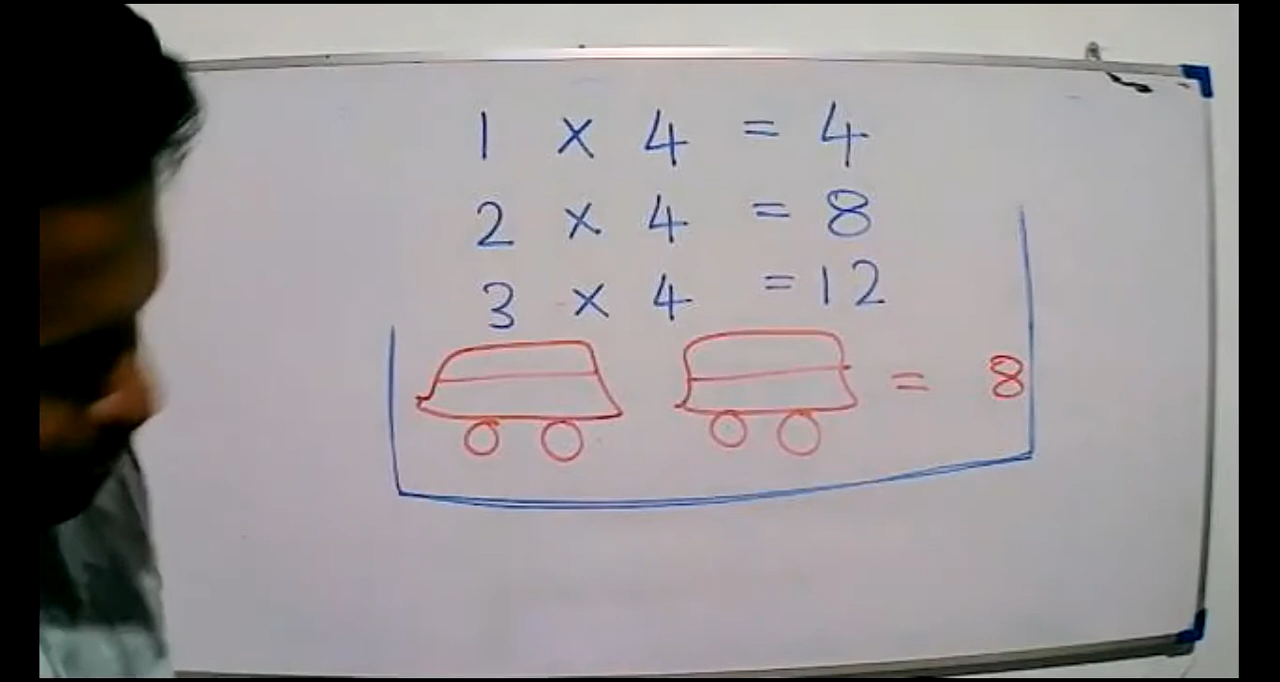 1 × 4 = 4
2 × 4 = 8
3 × 4 = 12
= 8